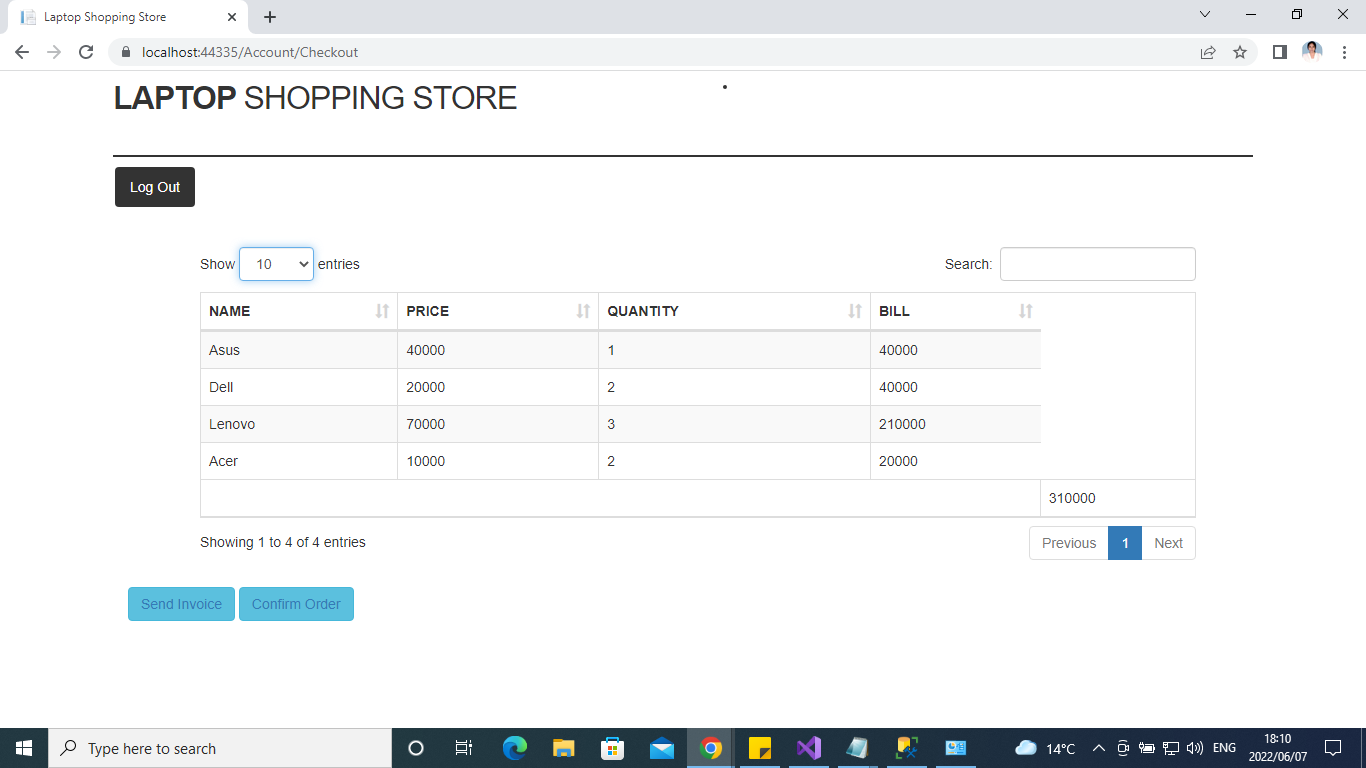 Laptop Shopping Store
localhost:44335/Account/Checkout
LAPTOP SHOPPING STORE
Log Out
Show 10 entries Search:
NAME PRICE QUANTITY BILL
Asus 40000 1 40000
Dell 20000 2 40000
Lenovo 70000 3 210000
Acer 10000 2 20000
310000
Showing 1 to 4 of 4 entries Previous 1 Next
Send Invoice Confirm Order
Type here to search 14°C ENG 18:10
2022/06/07